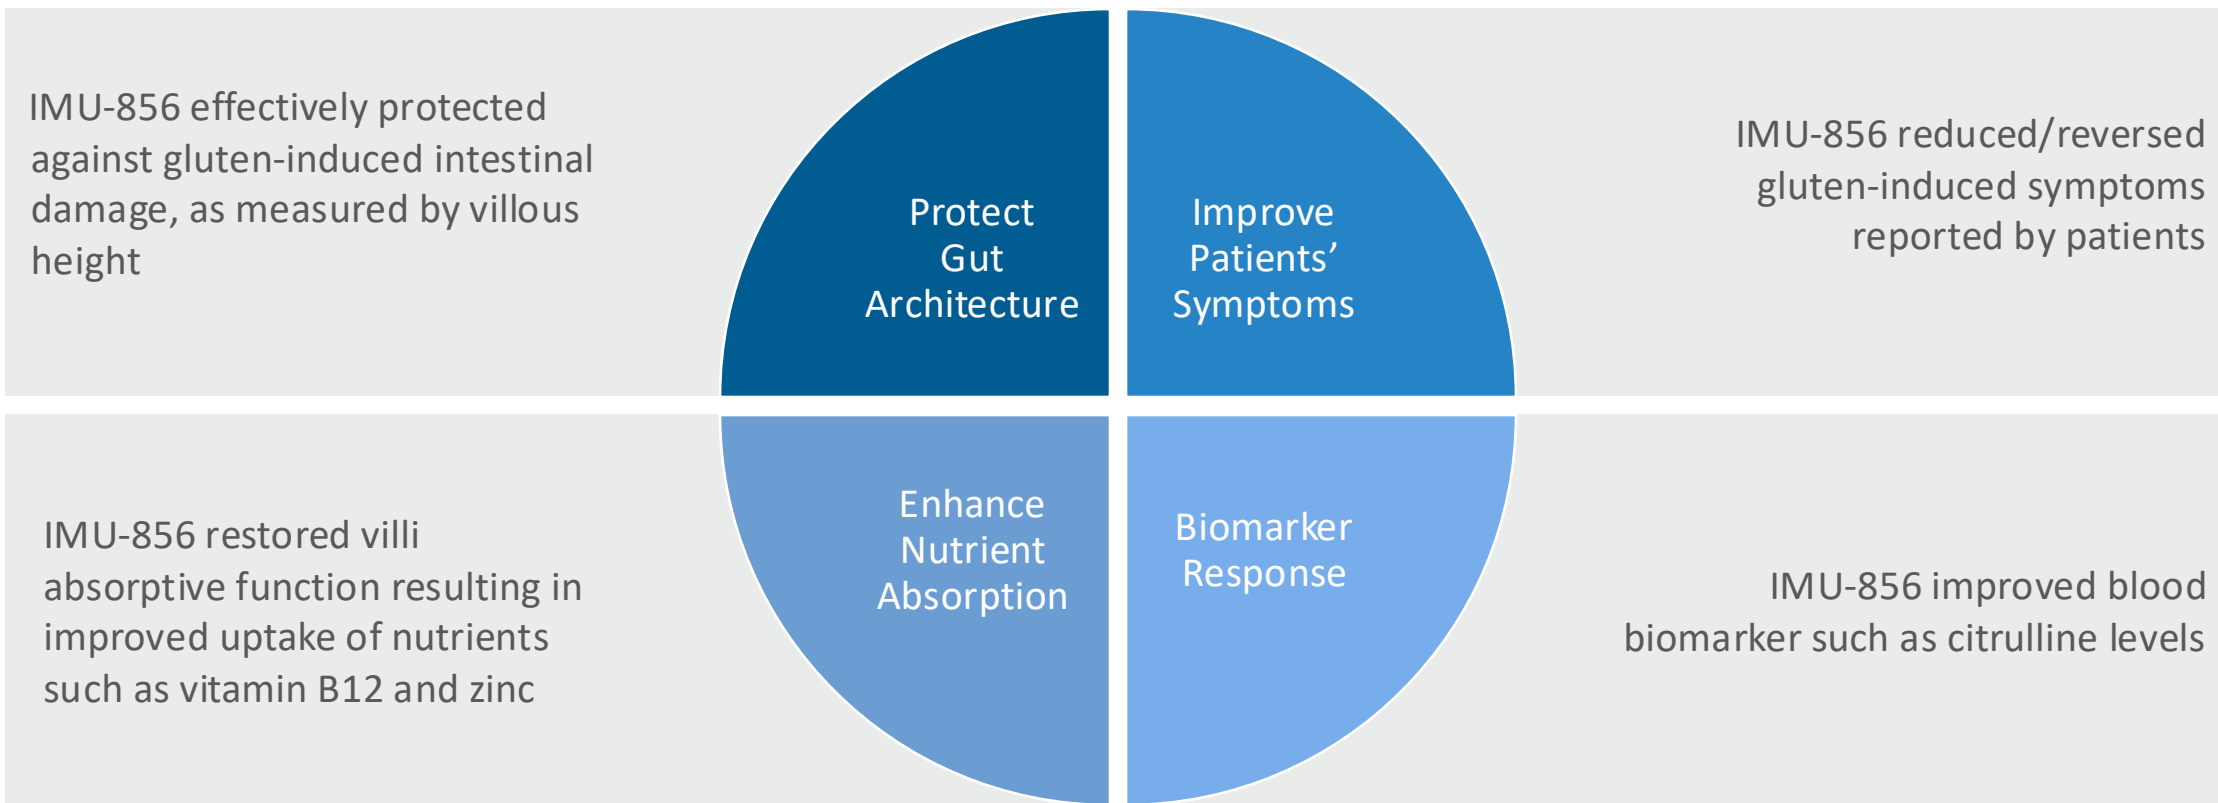 IMU-856 effectively protected
against gluten-induced intestinal
damage, as measured by villous
height
Protect
Gut
Architecture
Improve
Patients’
Symptoms
IMU-856 reduced/reversed
gluten-induced symptoms
reported by patients
IMU-856 restored villi
absorptive function resulting in
improved uptake of nutrients
such as vitamin B12 and zinc
Enhance
Nutrient
Absorption
Biomarker
Response
IMU-856 improved blood
biomarker such as citrulline levels